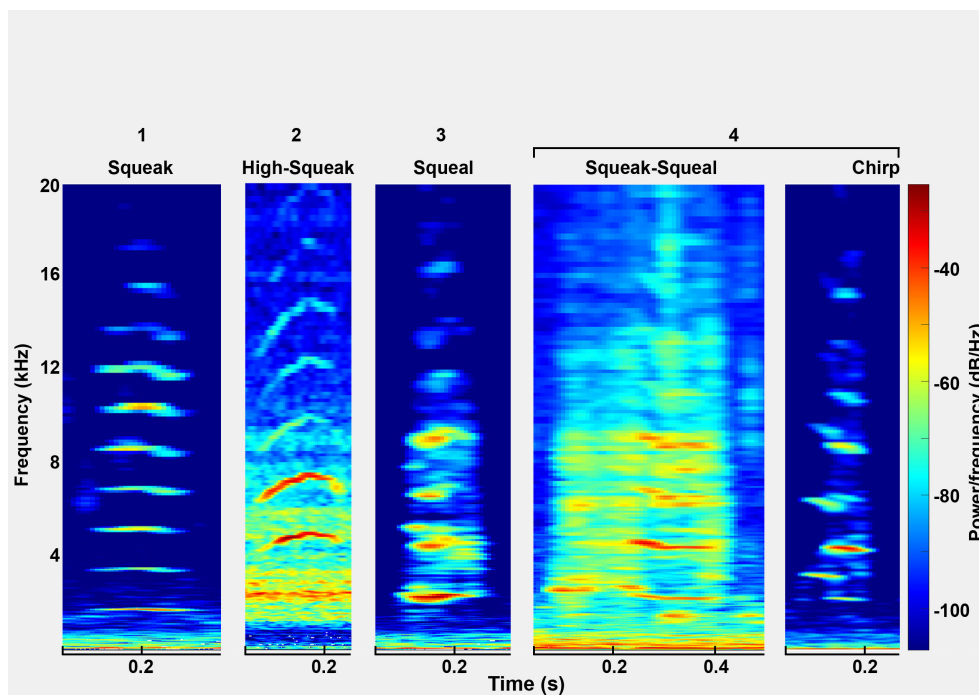 1 2 3 4
Squeak High-Squeak Squeal Squeak-Squeal Chirp
20
16
12
8
4
Frequency (kHz)
-40
-60
-80
-100
Power/frequency (dB/Hz)
0.2 0.2 0.2 0.2 0.4 0.2
Time (s)